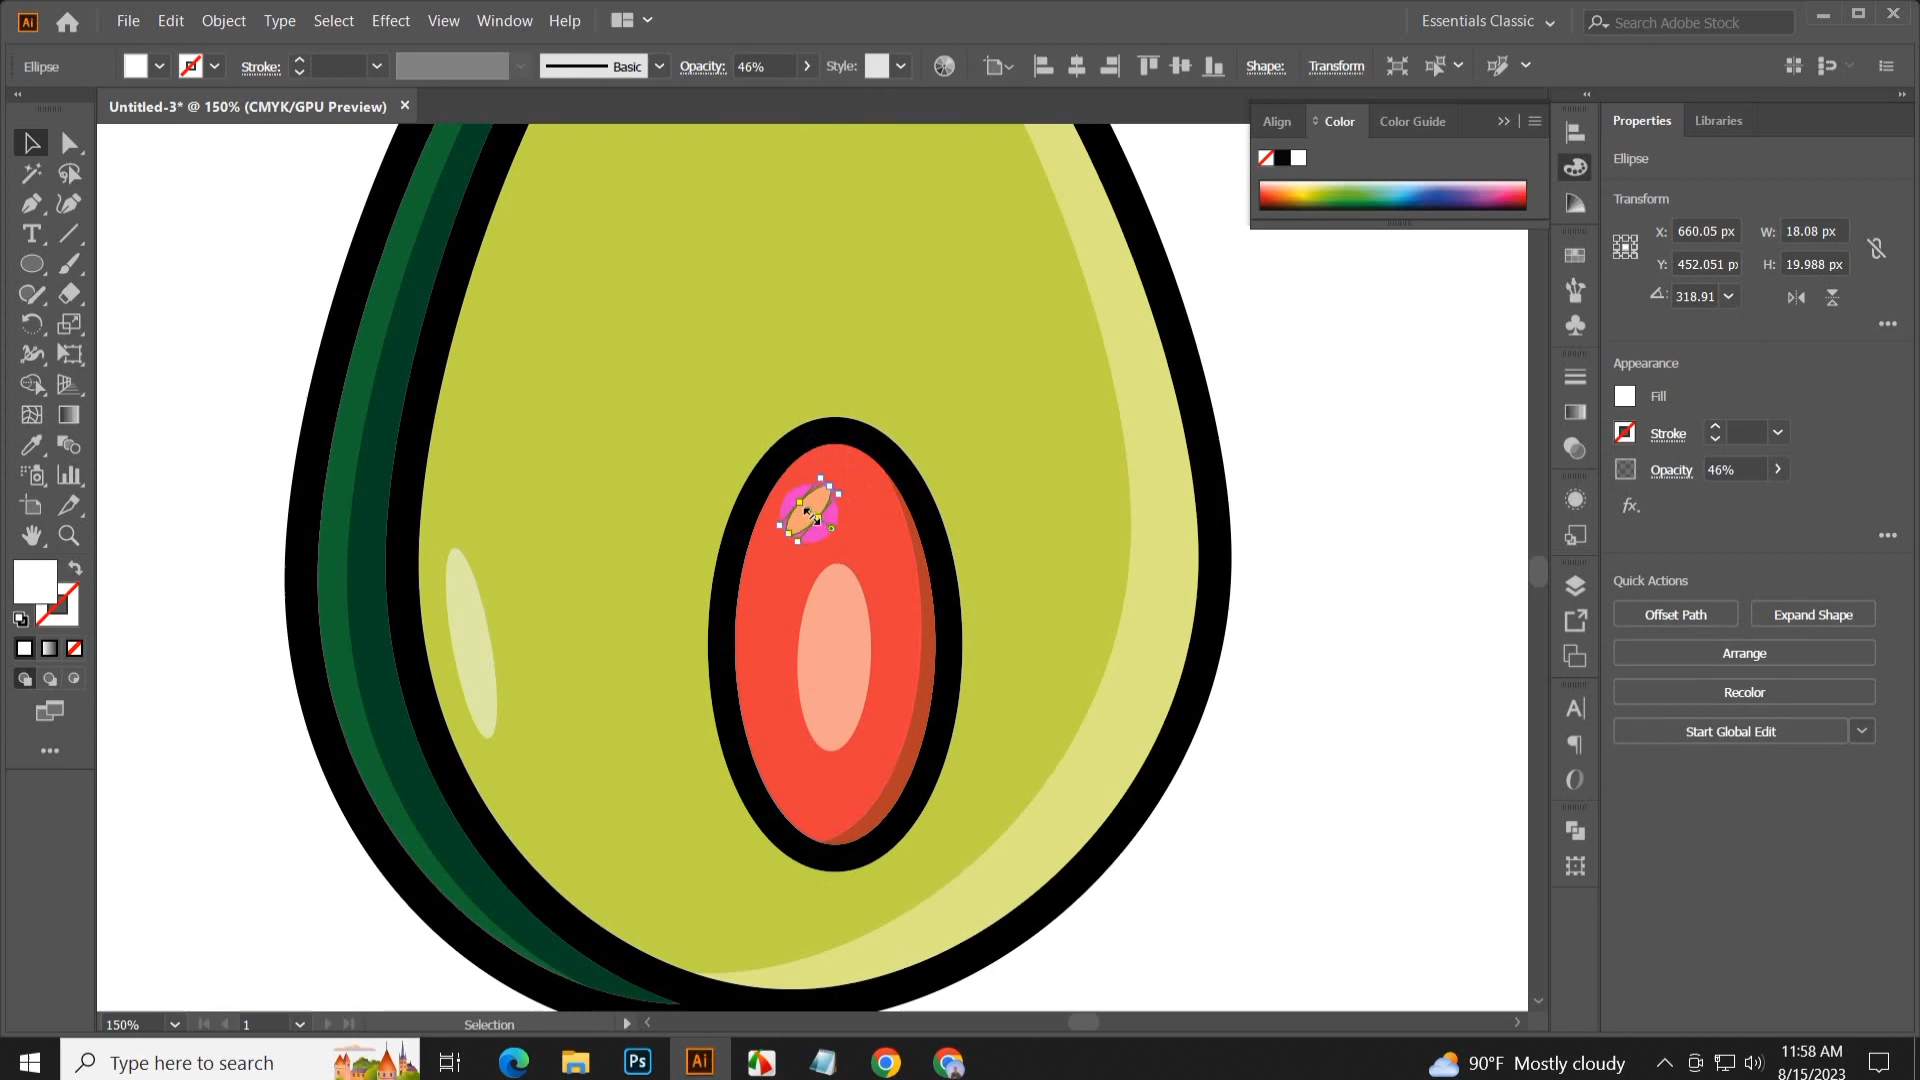 Ai
File Edit Object Type Select Effect View Window Help
Essentials Classic
Search Adobe Stock
Ellipse
Stroke:
Basic
Opacity: 46%
Style:
Shape:
Transform
Untitled-3* @ 150% (CMYK/GPU Preview)
Align
Color
Color Guide
Properties
Libraries
Ellipse
Transform
X: 660.05 px
W: 18.08 px
Y: 452.051 p
H: 19.988 px
318.91
Appearance
Fill
Stroke
Opacity 46%
fx.
Quick Actions
Offset Path
Expand Shape
Arrange
Recolor
Start Global Edit
150%
1
Selection
Type here to search
Ps
Ai
90°F Mostly cloudy
11:58 AM
8/15/2023